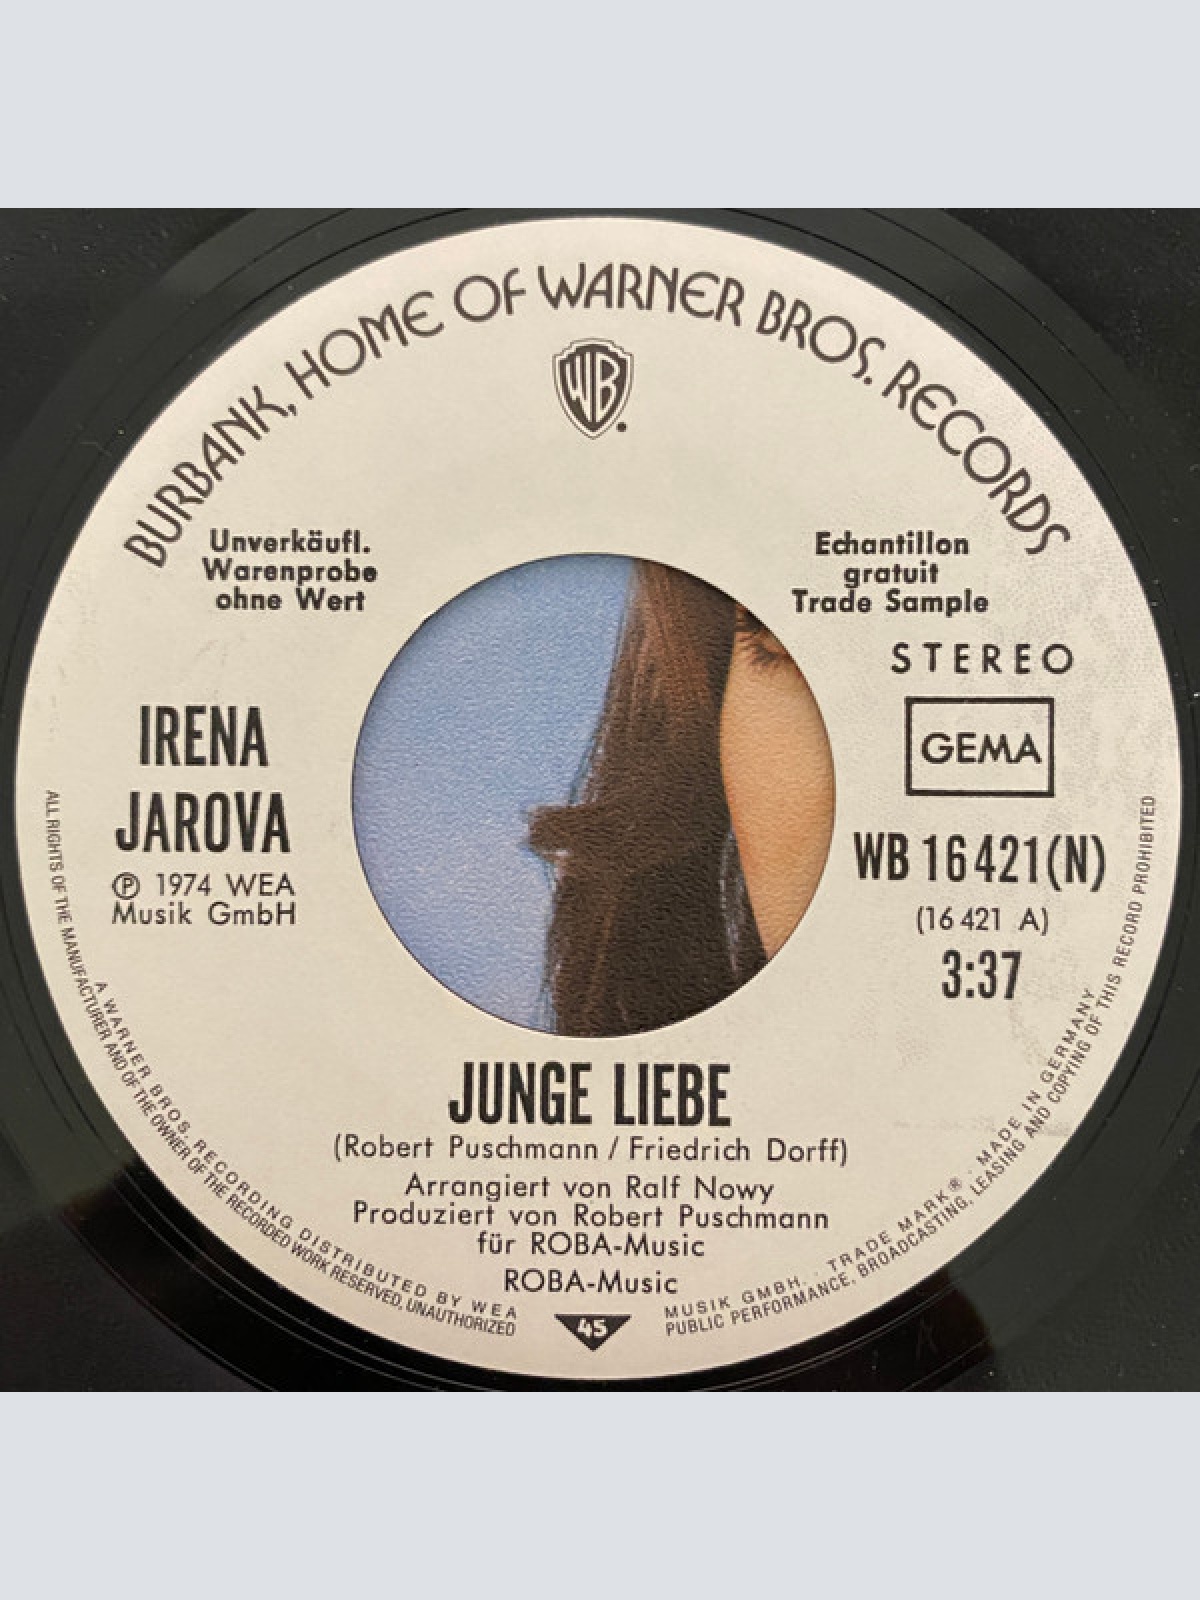 BURBANK, HOME OF WARNER BROS. RECORDS
WB
Unverkäufl.
Warenprobe
ohne Wert
Echantillon
gratuit
Trade Sample
STEREO
GEMA
IRENA
JAROVA
℗ 1974 WEA
Musik GmbH
WB 16 421 (N)
(16 421 A)
3:37
JUNGE LIEBE
(Robert Puschmann / Friedrich Dorff)
Arrangiert von Ralf Nowy
Produziert von Robert Puschmann
für ROBA-Music
ROBA-Music
45
A WARNER BROS. RECORDING DISTRIBUTED BY WEA MUSIK GMBH. . TRADE MARK ® . MADE IN GERMANY
ALL RIGHTS OF THE MANUFACTURER AND OF THE OWNER OF THE RECORDED WORK RESERVED, UNAUTHORIZED PUBLIC PERFORMANCE, BROADCASTING, LEASING AND COPYING OF THIS RECORD PROHIBITED